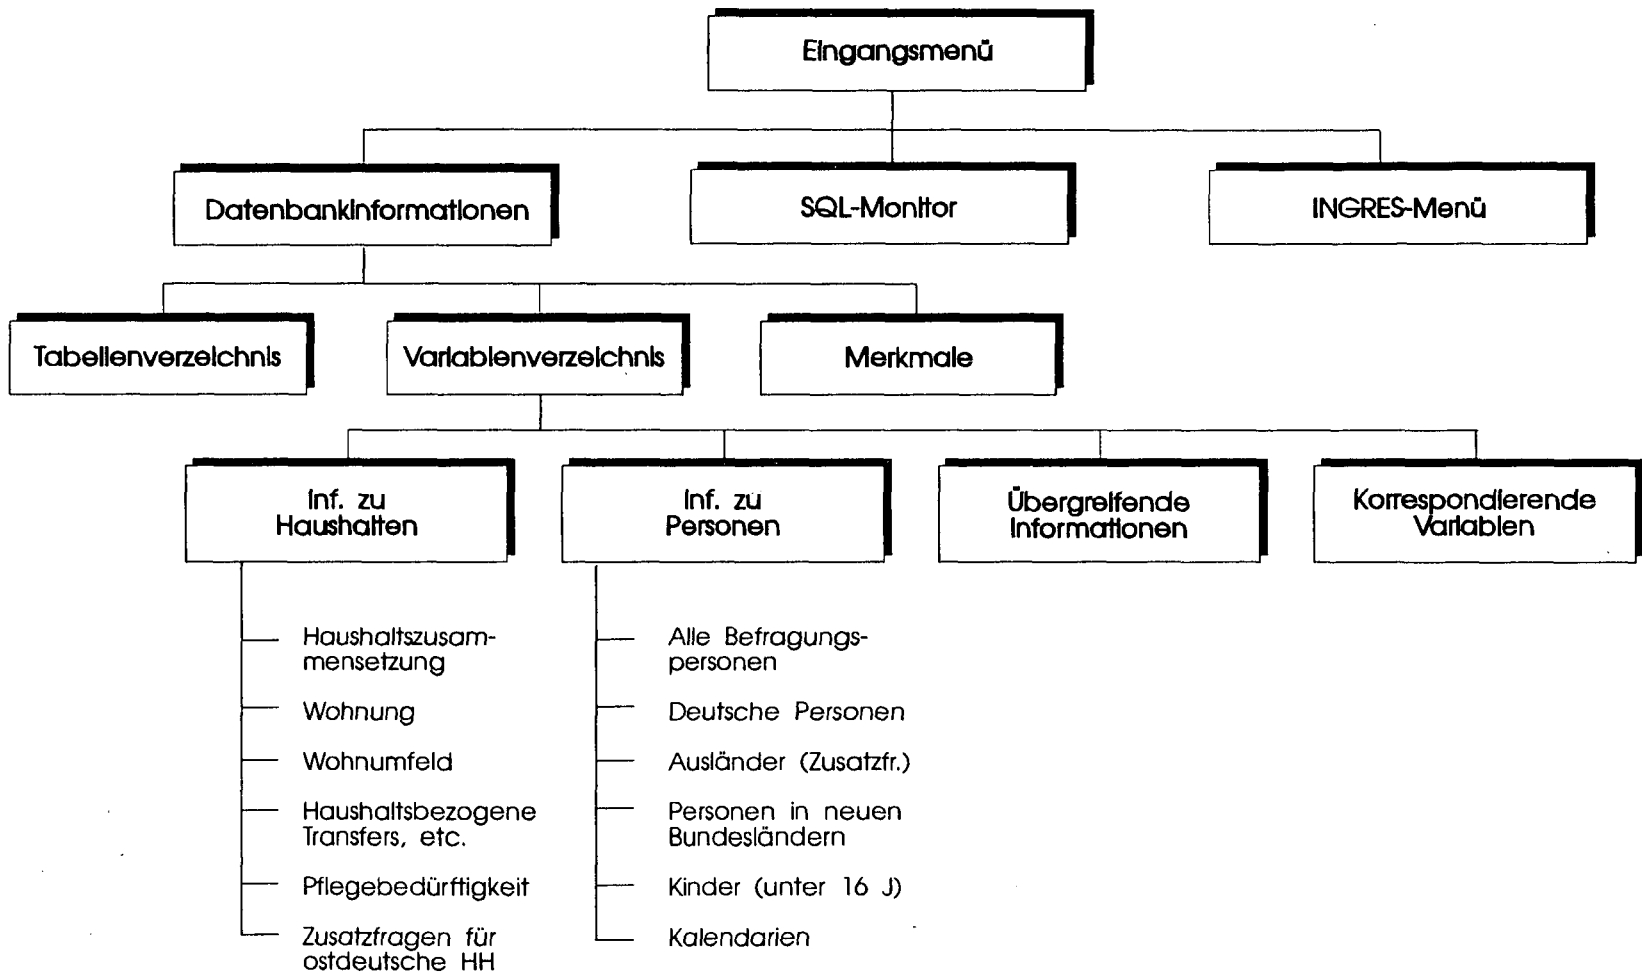 Eingangsmenü
Datenbankinformationen
SQL-Monitor
INGRES-Menü
Tabellenverzeichnis
Variablenverzeichnis
Merkmale
Inf. zu
Haushalten
Inf. zu
Personen
Übergreifende
Informationen
Korrespondierende
Variablen
Haushaltszusam-
mensetzung
Wohnung
Wohnumfeld
Haushaltsbezogene
Transfers, etc.
Pflegebedürftigkeit
Zusatzfragen für
ostdeutsche HH
Alle Befragungs-
personen
Deutsche Personen
Ausländer (Zusatzfr.)
Personen in neuen
Bundesländern
Kinder (unter 16 J)
Kalendarien